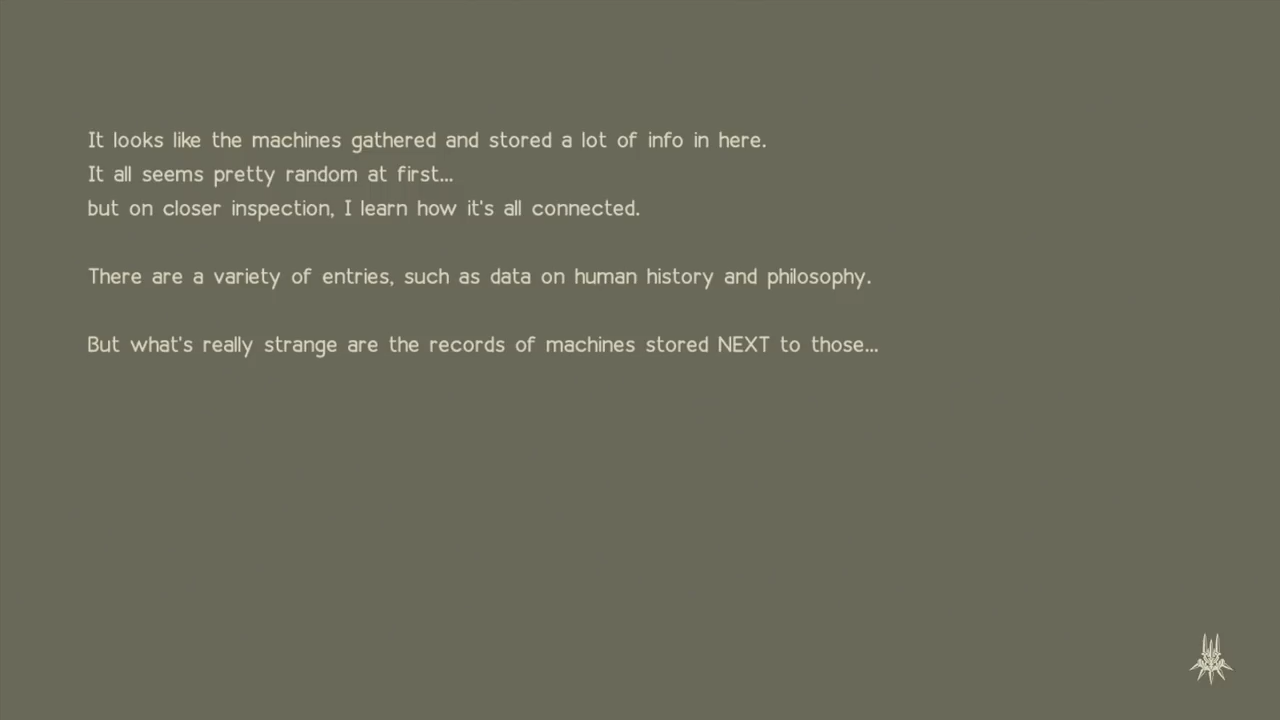 It looks like the machines gathered and stored a lot of info in here.
It all seems pretty random at first...
but on closer inspection, I learn how it's all connected.
There are a variety of entries, such as data on human history and philosophy.
But what's really strange are the records of machines stored NEXT to those...